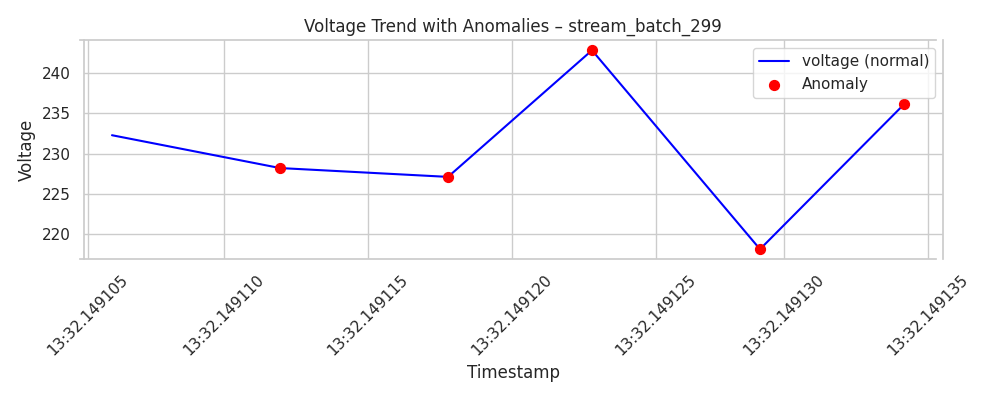 Voltage Trend with Anomalies – stream_batch_299
voltage (normal)
Anomaly
Voltage
240
235
230
225
220
13:32.149105
13:32.149110
13:32.149115
13:32.149120
13:32.149125
13:32.149130
13:32.149135
Timestamp